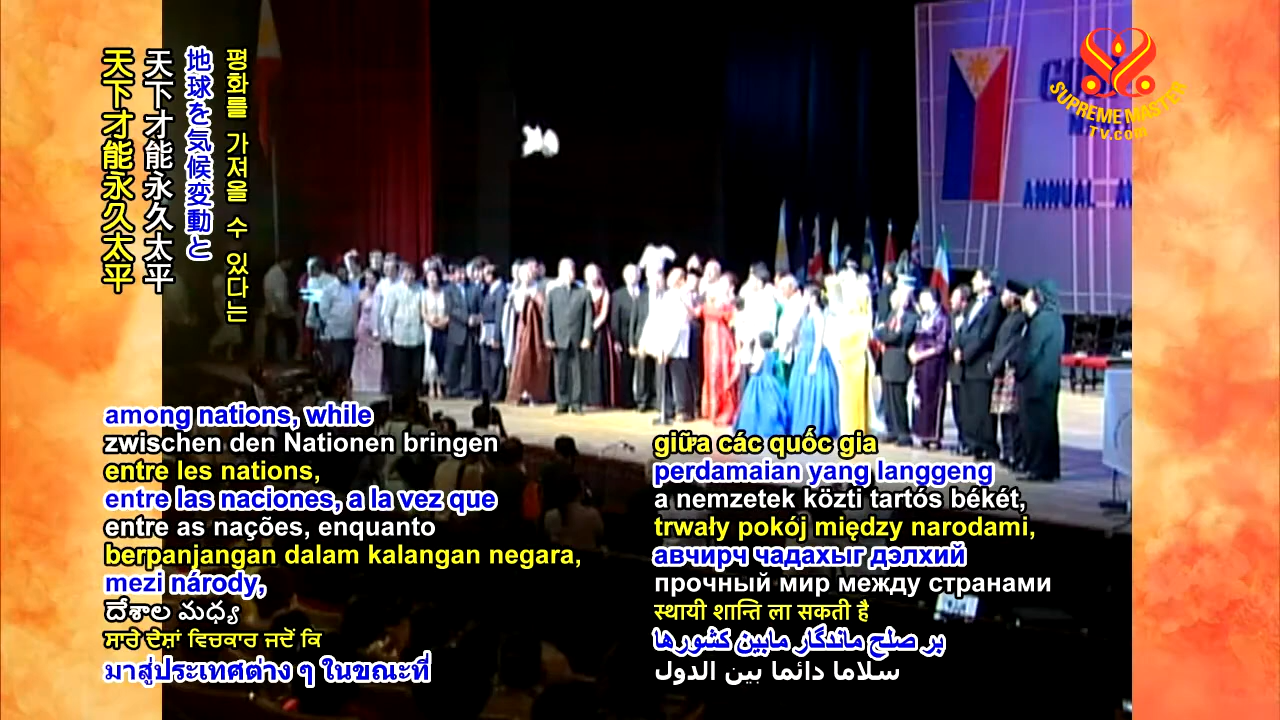 天下才能永久太平
天下才能永久太平
地球を気候変動と
평화를 가져올 수 있다는
SUPREME MASTER
TV.COM
ANNUAL
among nations, while
zwischen den Nationen bringen
entre les nations,
entre las naciones, a la vez que
entre as nações, enquanto
berpanjangan dalam kalangan negara,
mezi národy,
దేశాల మధ్య
ਸਾਰੇ ਦੇਸ਼ਾਂ ਵਿਚਕਾਰ ਜਦੋਂ ਕਿ
มาสู่ประเทศต่าง ๆ ในขณะที่
giữa các quốc gia
perdamaian yang langgeng
a nemzetek közti tartós békét,
trwały pokój między narodami,
авчирч чадахыг дэлхий
прочный мир между странами
स्थायी शान्ति ला सकती है
بر صلح ماندگار مابین کشورها
سلاما دائما بين الدول